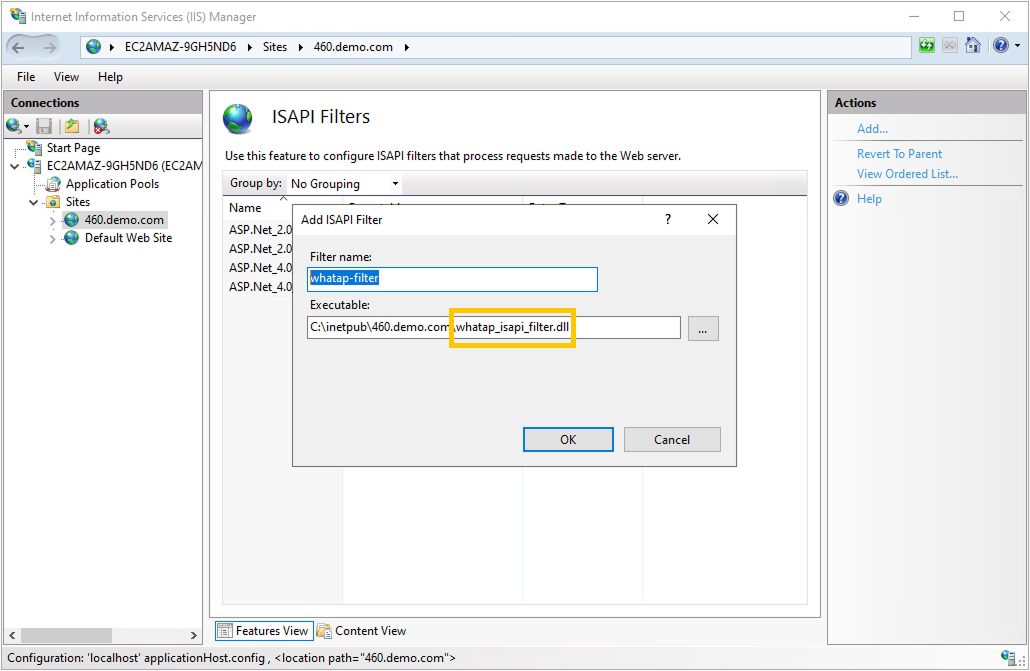 Internet Information Services (IIS) Manager
EC2AMAZ-9GH5ND6 Sites 460.demo.com
File View Help
Connections
Start Page
EC2AMAZ-9GH5ND6 (EC2AM
Application Pools
Sites
460.demo.com
Default Web Site
ISAPI Filters
Use this feature to configure ISAPI filters that process requests made to the Web server.
Group by: No Grouping
Name
ASP.Net_2.0
ASP.Net_2.0
ASP.Net_4.0
ASP.Net_4.0
Add ISAPI Filter
?
Filter name:
whatap-filter
Executable:
C:\inetpub\460.demo.com\whatap_isapi_filter.dll
...
OK Cancel
Features View Content View
Actions
Add...
Revert To Parent
View Ordered List...
Help
Configuration: 'localhost' applicationHost.config , <location path="460.demo.com">